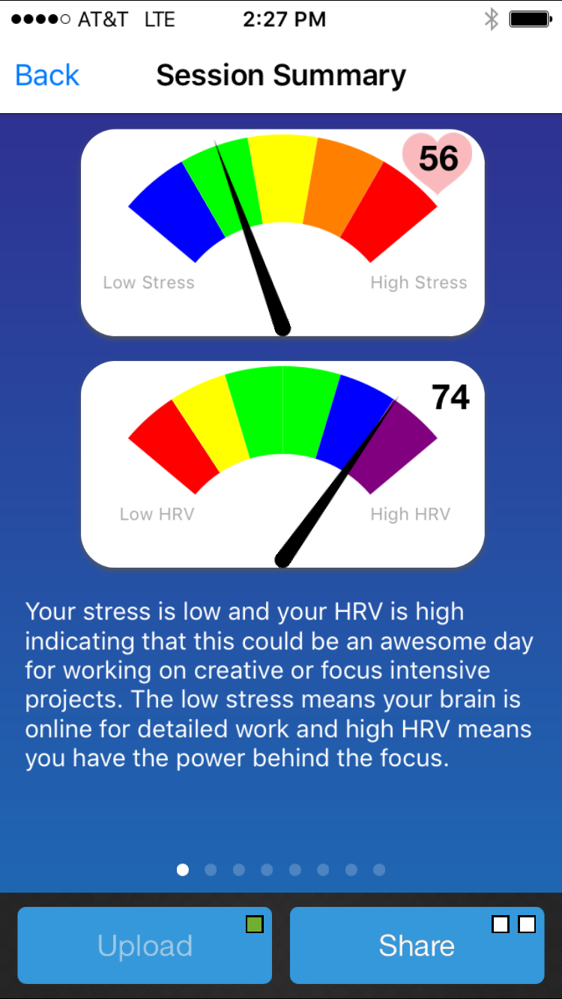 AT&T LTE 2:27 PM
Back Session Summary
56
Low Stress High Stress
74
Low HRV High HRV
Your stress is low and your HRV is high
indicating that this could be an awesome day
for working on creative or focus intensive
projects. The low stress means your brain is
online for detailed work and high HRV means
you have the power behind the focus.
Upload Share